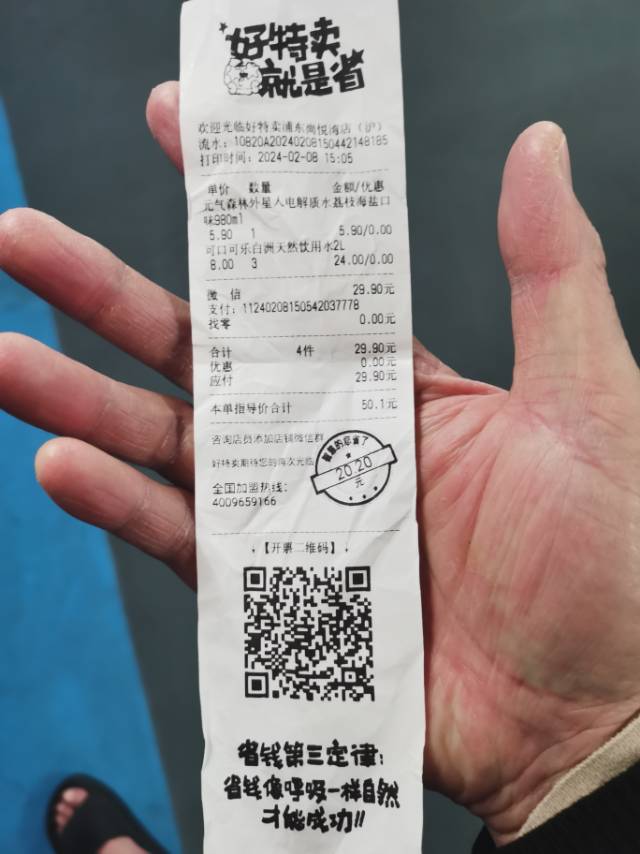 好特卖
就是省
欢迎光临好特卖浦东尚悦湾店（沪）
流水：10820A20240208150442148185
打印时间：2024-02-08 15:05
单价 数量 金额/优惠
元气森林外星人电解质水荔枝海盐口
味980ml
5.90 1 5.90/0.00
可口可乐白洲天然饮用水2L
8.00 3 24.00/0.00
微 信 29.90元
支付：11240208150542037778
找零 0.00元
合计 4件 29.90元
优惠 0.00元
应付 29.90元
本单指导价合计 50.1元
咨询店员添加店铺微信群
好特卖期待您的每次光临
全国加盟热线：
4009659166
为您省了
20.20
元
【开票二维码】
省钱第三定律：
省钱像呼吸一样自然
才能成功!!